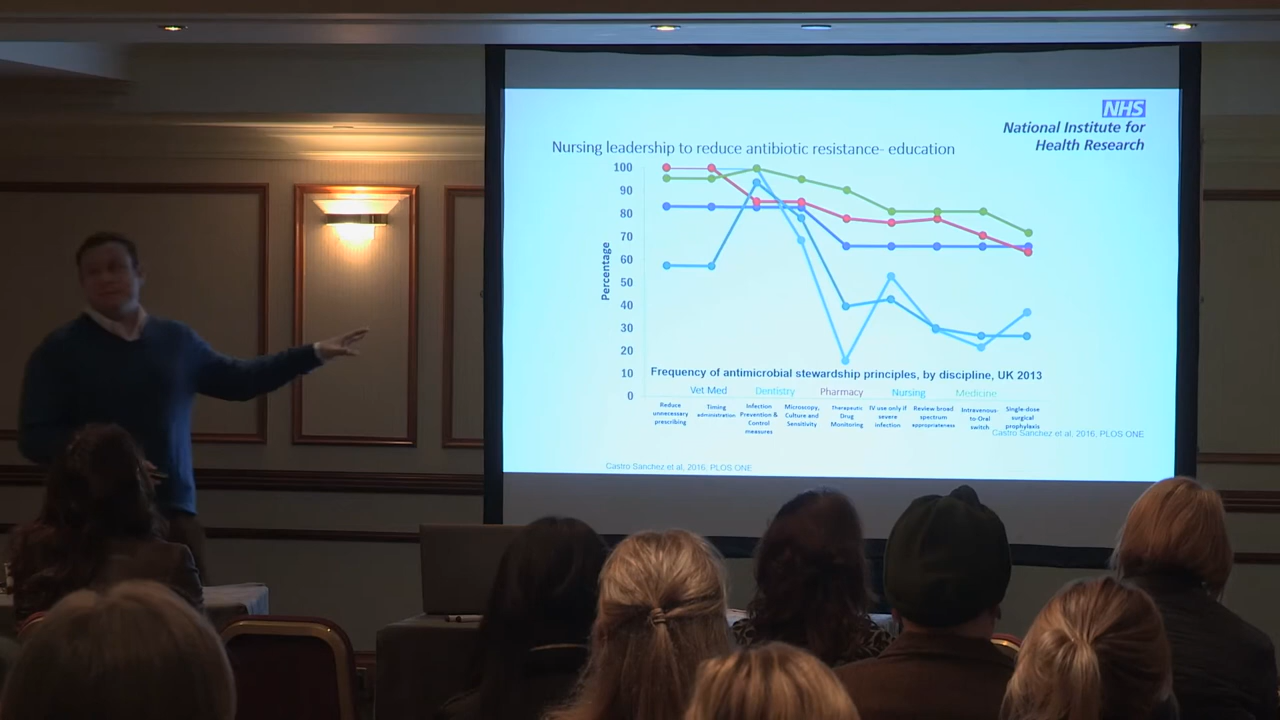 NHS
National Institute for
Health Research
Nursing leadership to reduce antibiotic resistance- education
100
90
80
70
60
50
40
30
20
10
0
Percentage
Frequency of antimicrobial stewardship principles, by discipline, UK 2013
Vet Med Dentistry Pharmacy Nursing Medicine
Reduce unnecessary prescribing
Timing administration
Infection Prevention & Control measures
Microscopy, Culture and Sensitivity
Therapeutic Drug Monitoring
IV use only if severe infection
Review broad spectrum appropriateness
Intravenous- to Oral switch
Single-dose surgical prophylaxis
Castro Sanchez et al, 2016, PLOS ONE
Castro Sanchez et al, 2016, PLOS ONE